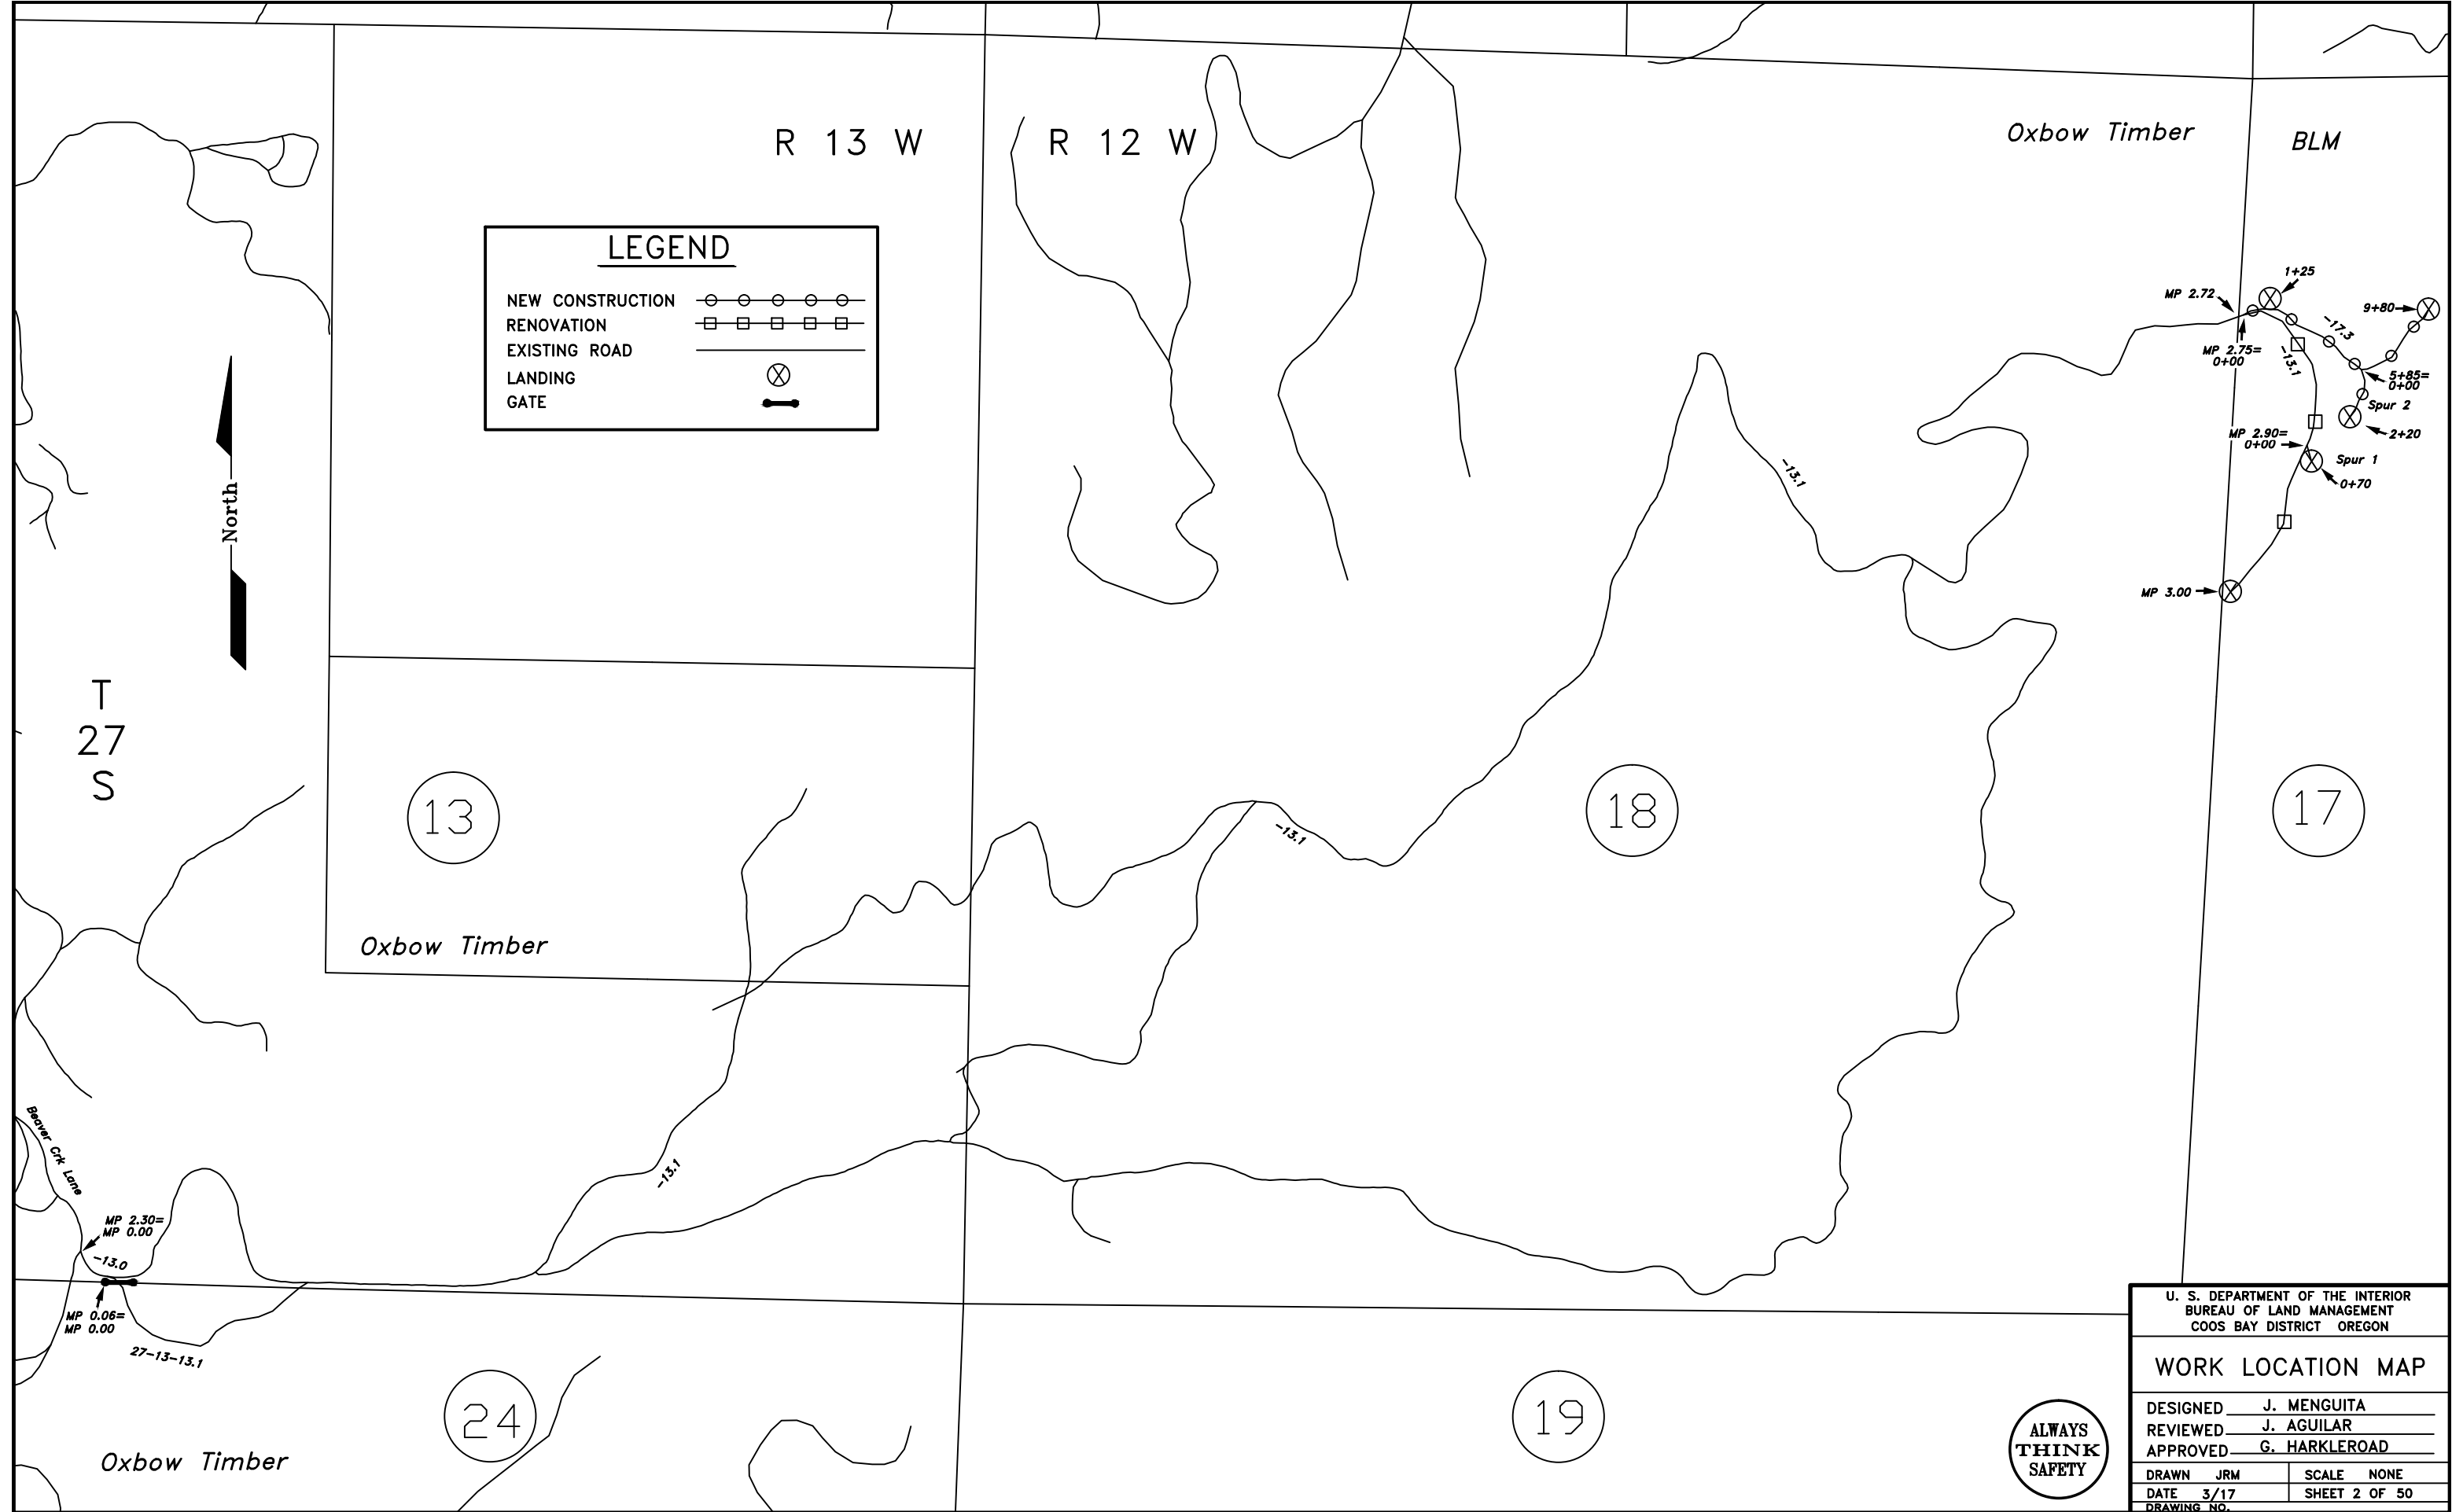 R 13 W
R 12 W
Oxbow Timber
BLM
LEGEND
NEW CONSTRUCTION
RENOVATION
EXISTING ROAD
LANDING
GATE
North
T
27
S
1+25
MP 2.72
9+80
-17.3
MP 2.75=
0+00
-13.1
5+85=
0+00
Spur 2
2+20
MP 2.90=
0+00
Spur 1
0+70
-13.1
MP 3.00
13
18
17
-13.1
Oxbow Timber
Beaver Crk Lane
-13.1
MP 2.30=
MP 0.00
-13.0
MP 0.06=
MP 0.00
27-13-13.1
24
19
Oxbow Timber
ALWAYS
THINK
SAFETY
U. S. DEPARTMENT OF THE INTERIOR
BUREAU OF LAND MANAGEMENT
COOS BAY DISTRICT OREGON
WORK LOCATION MAP
DESIGNED J. MENGUITA
REVIEWED J. AGUILAR
APPROVED G. HARKLEROAD
DRAWN JRM
SCALE NONE
DATE 3/17
SHEET 2 OF 50
DRAWING NO.